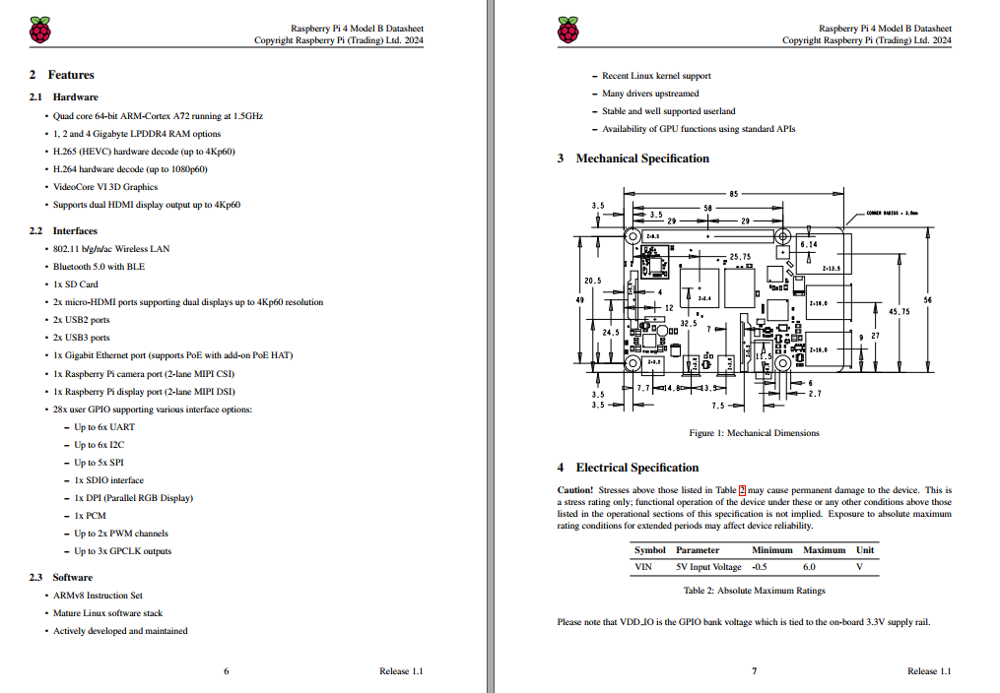 Raspberry Pi 4 Model B Datasheet
Copyright Raspberry Pi (Trading) Ltd. 2024
2 Features
2.1 Hardware
• Quad core 64-bit ARM-Cortex A72 running at 1.5GHz
• 1, 2 and 4 Gigabyte LPDDR4 RAM options
• H.265 (HEVC) hardware decode (up to 4Kp60)
• H.264 hardware decode (up to 1080p60)
• VideoCore VI 3D Graphics
• Supports dual HDMI display output up to 4Kp60
2.2 Interfaces
• 802.11 b/g/n/ac Wireless LAN
• Bluetooth 5.0 with BLE
• 1x SD Card
• 2x micro-HDMI ports supporting dual displays up to 4Kp60 resolution
• 2x USB2 ports
• 2x USB3 ports
• 1x Gigabit Ethernet port (supports PoE with add-on PoE HAT)
• 1x Raspberry Pi camera port (2-lane MIPI CSI)
• 1x Raspberry Pi display port (2-lane MIPI DSI)
• 28x user GPIO supporting various interface options:
– Up to 6x UART
– Up to 6x I2C
– Up to 5x SPI
– 1x SDIO interface
– 1x DPI (Parallel RGB Display)
– 1x PCM
– Up to 2x PWM channels
– Up to 3x GPCLK outputs
2.3 Software
• ARMv8 Instruction Set
• Mature Linux software stack
• Actively developed and maintained
6 Release 1.1
Raspberry Pi 4 Model B Datasheet
Copyright Raspberry Pi (Trading) Ltd. 2024
– Recent Linux kernel support
– Many drivers upstreamed
– Stable and well supported userland
– Availability of GPU functions using standard APIs
3 Mechanical Specification
85
3.5 58
3.5
29 29
CORNER RADIUS = 3.0mm
6.14
25.75
Z=13.5
20.5
4
49
Z=2.4
12
Z=16.0
56
45.75
32.5
7
24.5
9 27
Z=16.0
11.5
6
7.7 14.8 13.5
2.7
3.5
3.5
7.5
Figure 1: Mechanical Dimensions
4 Electrical Specification
Caution! Stresses above those listed in Table 2 may cause permanent damage to the device. This is
a stress rating only; functional operation of the device under these or any other conditions above those
listed in the operational sections of this specification is not implied. Exposure to absolute maximum
rating conditions for extended periods may affect device reliability.
Symbol Parameter Minimum Maximum Unit
VIN 5V Input Voltage -0.5 6.0 V
Table 2: Absolute Maximum Ratings
Please note that VDD_IO is the GPIO bank voltage which is tied to the on-board 3.3V supply rail.
7 Release 1.1